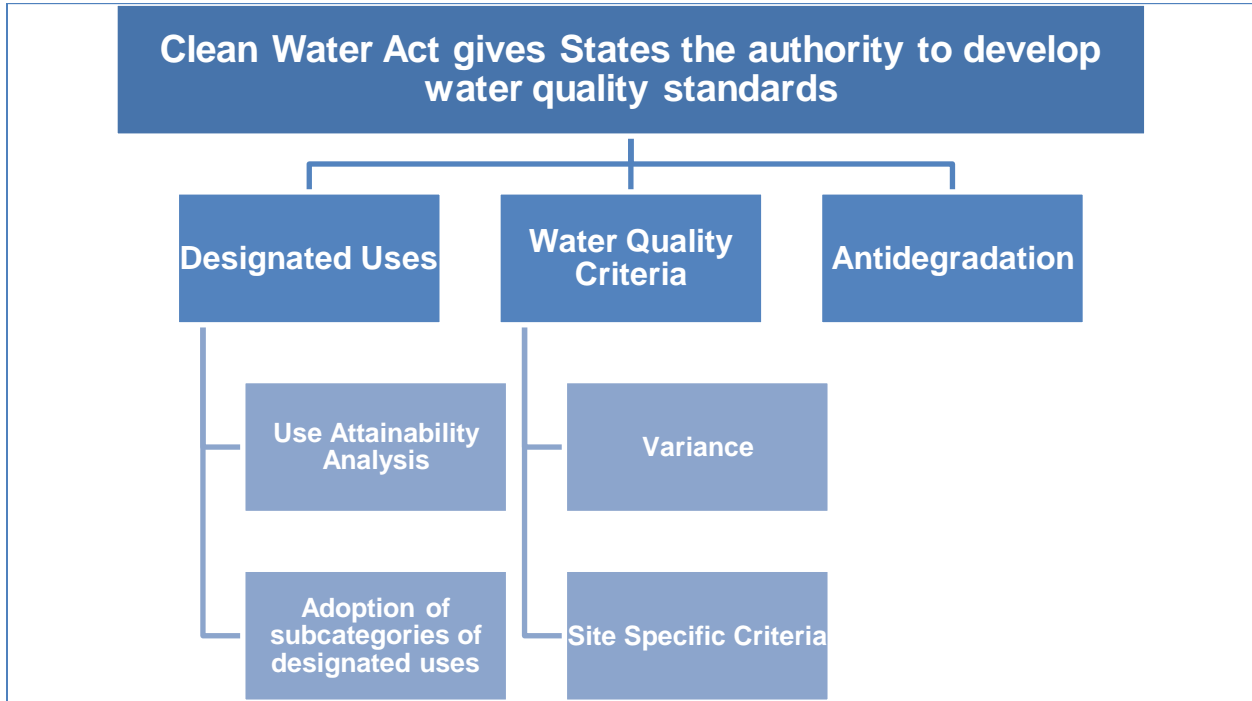 Clean Water Act gives States the authority to develop
water quality standards
Designated Uses
Water Quality
Criteria
Antidegradation
Use Attainability
Analysis
Variance
Adoption of
subcategories of
designated uses
Site Specific Criteria